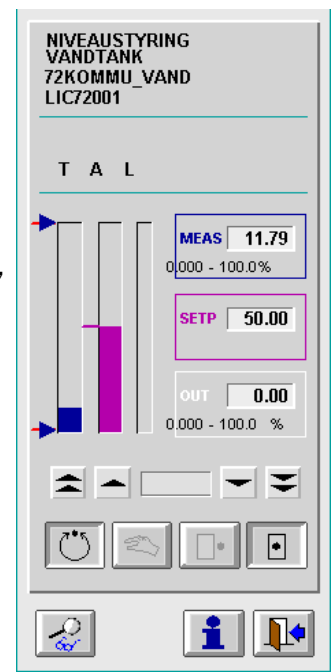 NIVEAUSTYRING
VANDTANK
72KOMMU_VAND
LIC72001
T A L
MEAS 11.79
0.000 - 100.0%
SETP 50.00
OUT 0.00
0.000 - 100.0 %